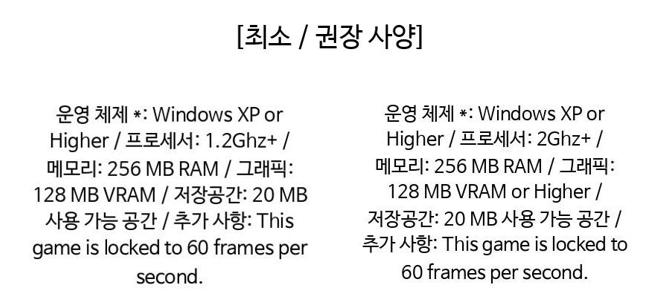 [최소 / 권장 사양]
운영 체제 *: Windows XP or
Higher / 프로세서: 1.2Ghz+ /
메모리: 256 MB RAM / 그래픽:
128 MB VRAM / 저장공간: 20 MB
사용 가능 공간 / 추가 사항: This
game is locked to 60 frames per
second.
운영 체제 *: Windows XP or
Higher / 프로세서: 2Ghz+ /
메모리: 256 MB RAM / 그래픽:
128 MB VRAM or Higher /
저장공간: 20 MB 사용 가능 공간 /
추가 사항: This game is locked to
60 frames per second.